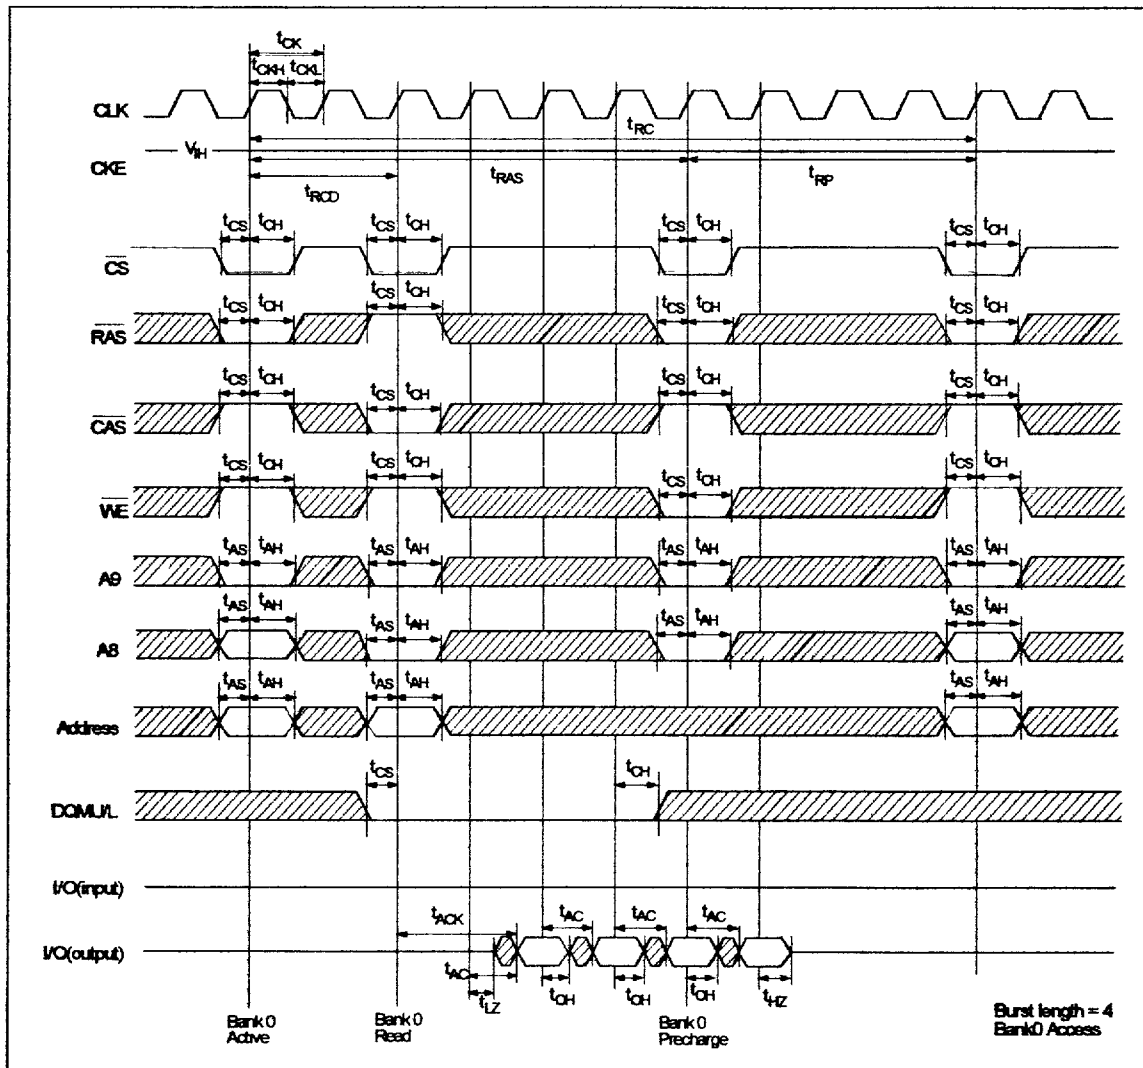 tCK
tCKH tCKL
CLK
tRC
VIH
CKE
tRAS tRP
tRCD
tCS tCH tCS tCH tCS tCH tCS tCH
CS
tCS tCH tCS tCH tCS tCH tCS tCH
RAS
tCS tCH tCS tCH tCS tCH tCS tCH
CAS
tCS tCH tCS tCH tCS tCH tCS tCH
WE
tAS tAH tAS tAH tAS tAH tAS tAH
A9
tAS tAH tAS tAH tAS tAH tAS tAH
A8
tAS tAH tAS tAH tAS tAH
Address
tCS tCH
DQMU/L
I/O(input)
tACK tAC tAC tAC
I/O(output)
tAC
tLZ tOH tOH tOH tHZ
Bank 0
Active
Bank 0
Read
Bank 0
Precharge
Burst length = 4
Bank0 Access